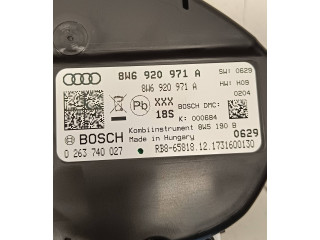 8W6 920 971 A
SW: 0629
8W6 920 971 A
HW: H09
0204
Pb
XXX
18S
BOSCH DMC:
K: 000684
BOSCH
Kombiinstrument 8W5 190 B
0 263 740 027
Made in Hungary
0629
RB8-65818.12.1731600130